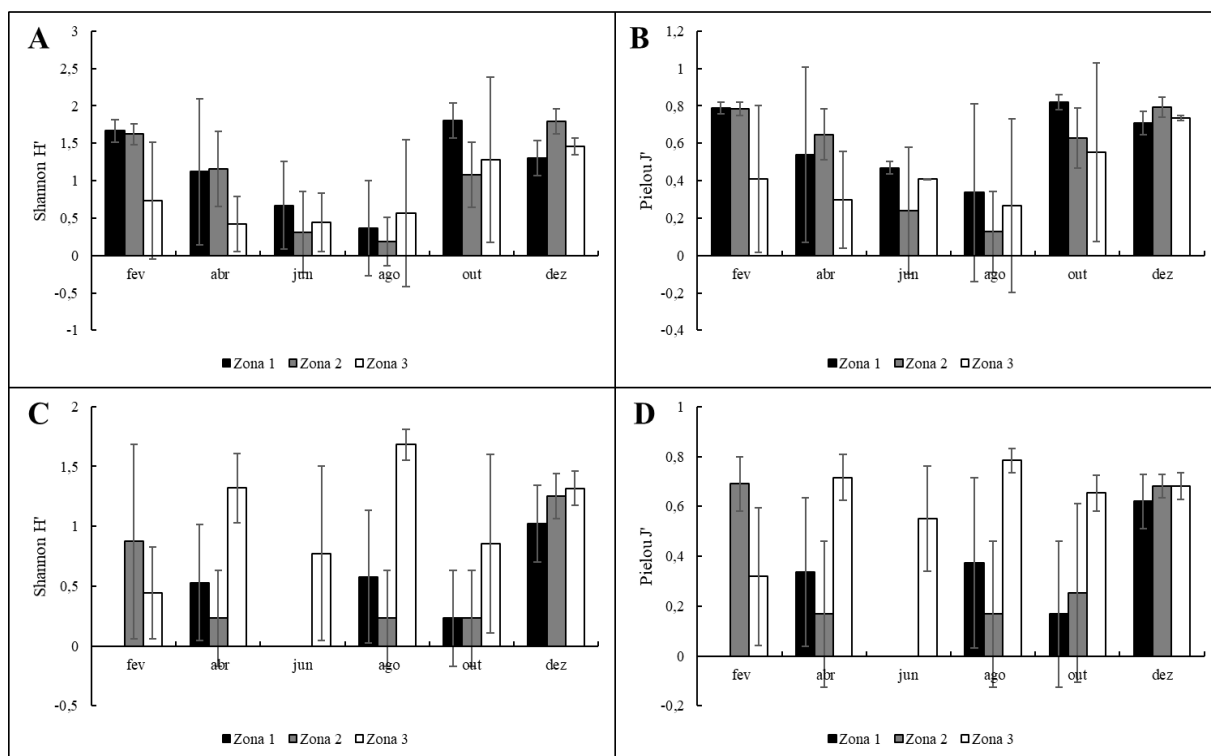 A
Shannon H'
3
2,5
2
1,5
1
0,5
0
-0,5
-1
fev abr jun ago out dez
Zona 1 Zona 2 Zona 3
B
Pielou J'
1,2
1
0,8
0,6
0,4
0,2
0
-0,2
-0,4
fev abr jun ago out dez
Zona 1 Zona 2 Zona 3
C
Shannon H'
2
1,5
1
0,5
0
-0,5
fev abr jun ago out dez
Zona 1 Zona 2 Zona 3
D
Pielou J'
1
0,8
0,6
0,4
0,2
0
-0,2
fev abr jun ago out dez
Zona 1 Zona 2 Zona 3